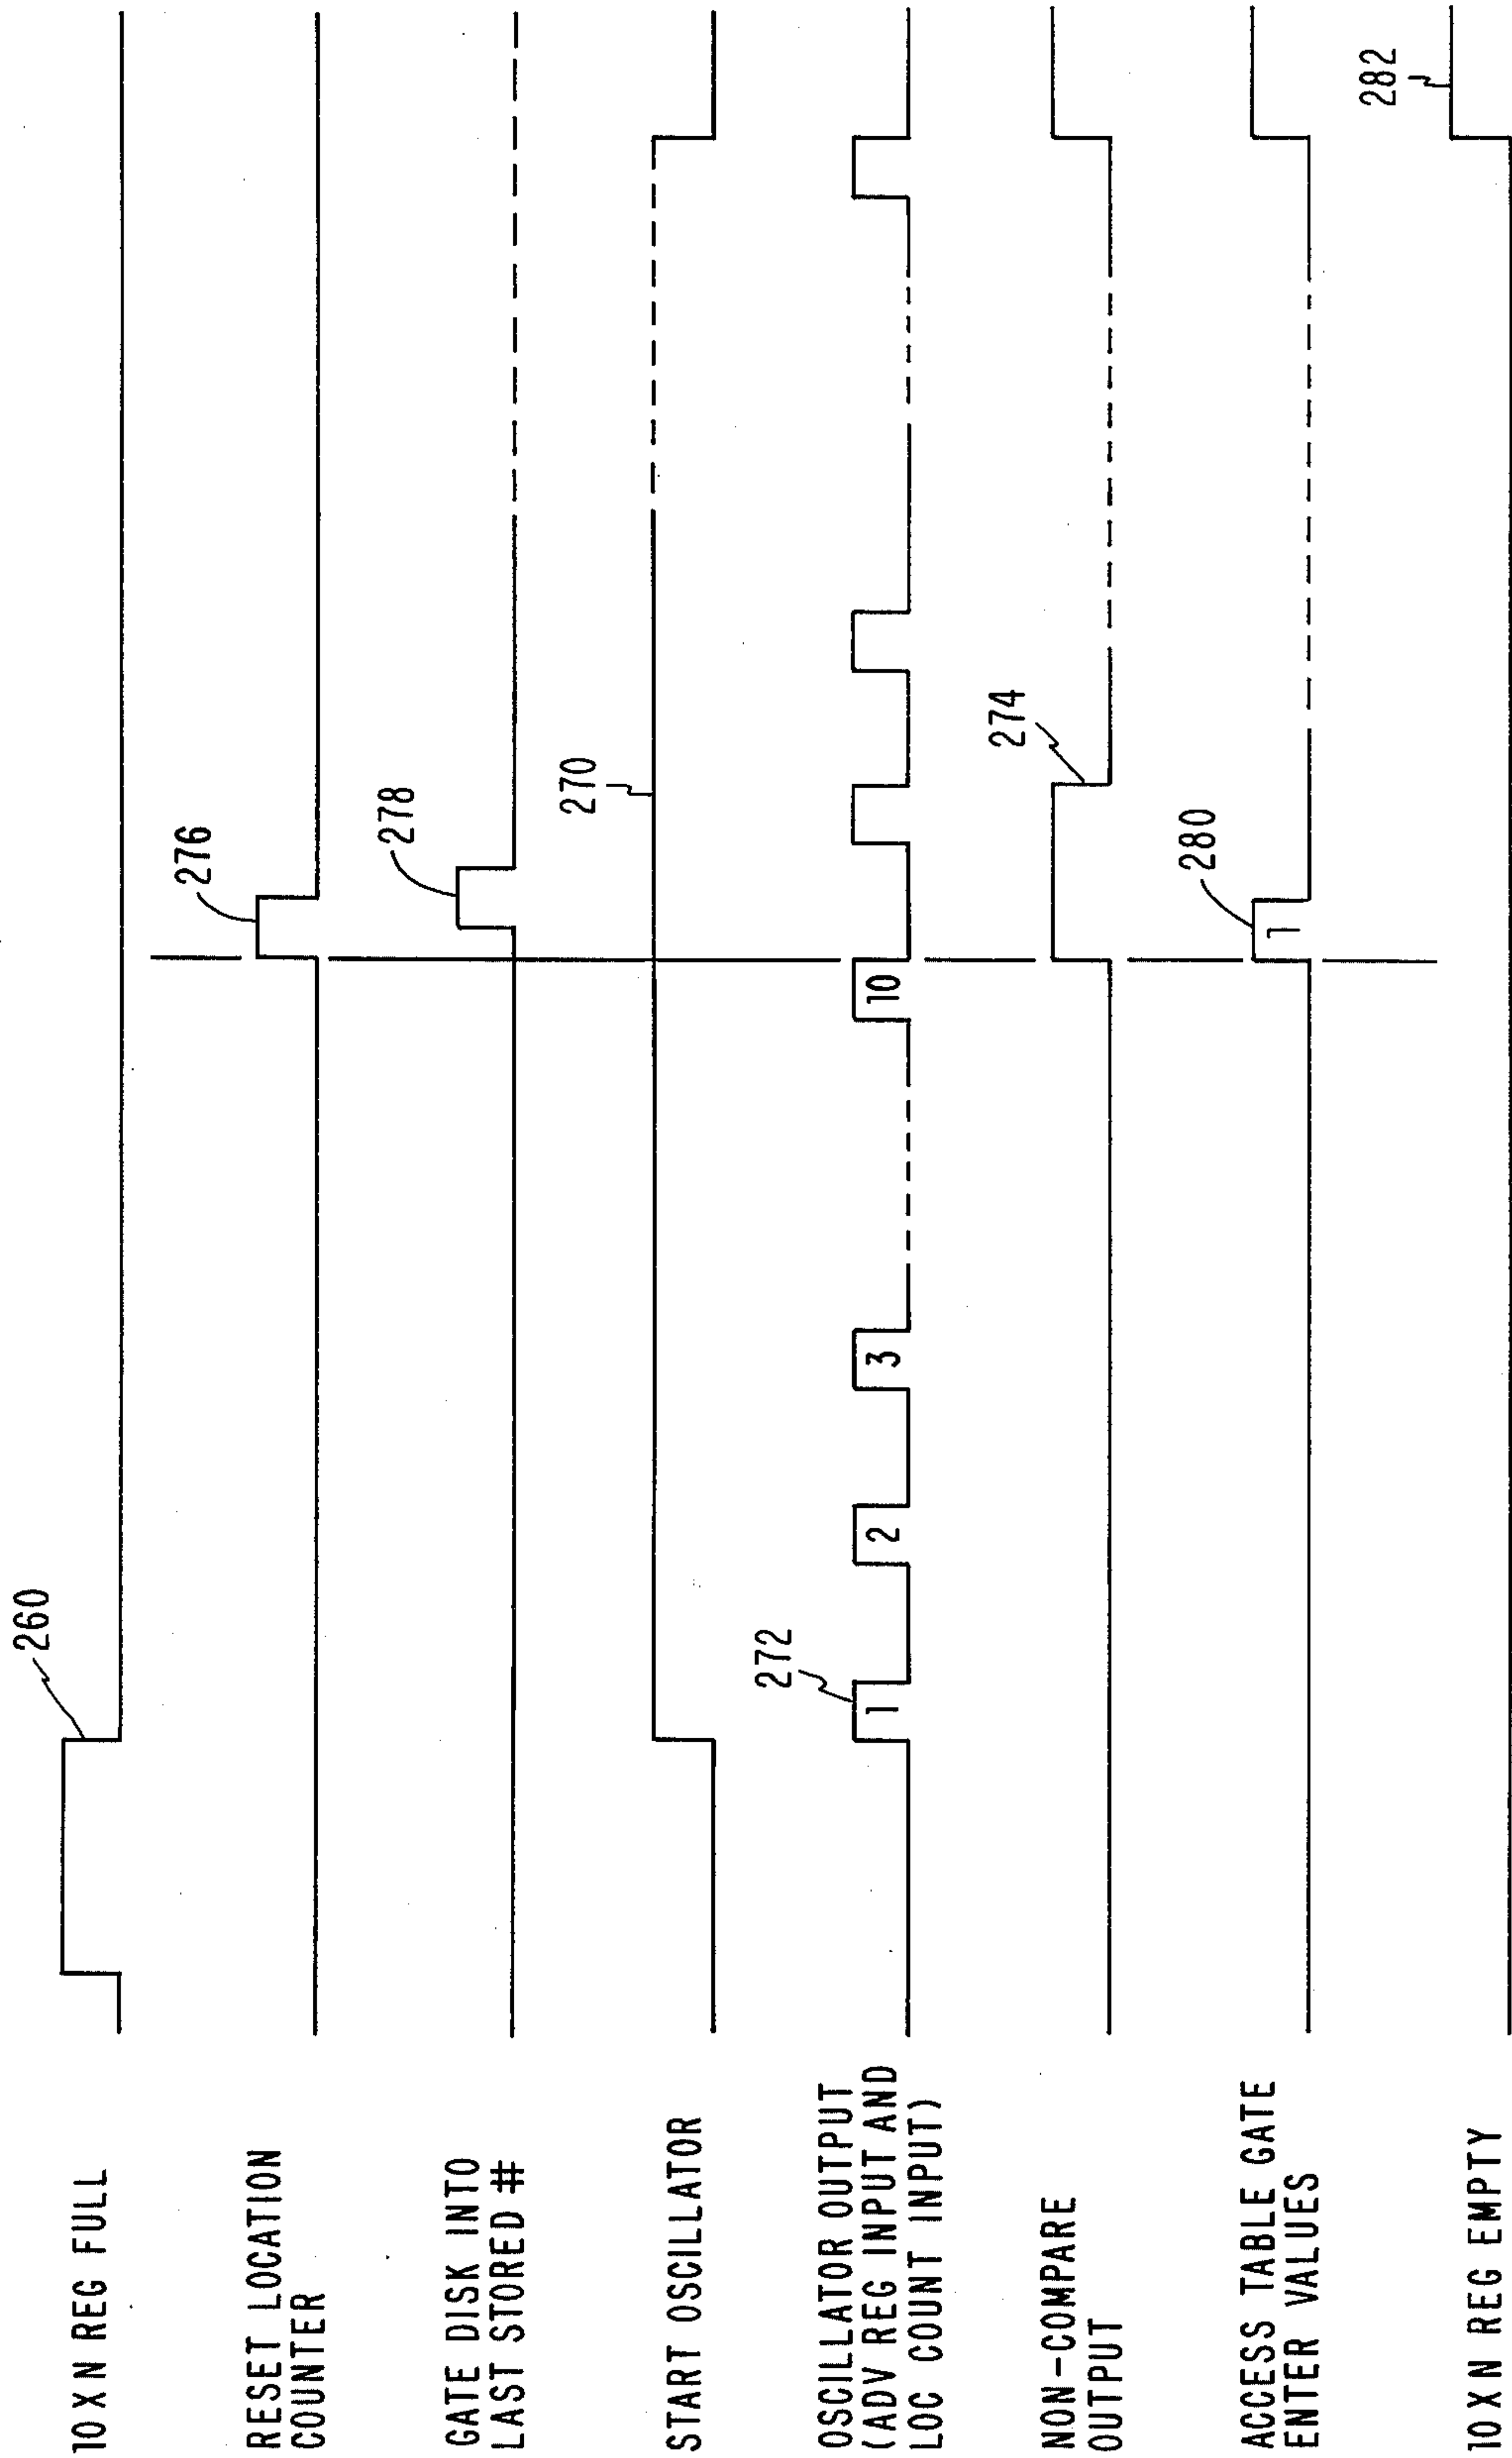 10 X N REG FULL
260
RESET LOCATION
COUNTER
276
GATE DISK INTO
LAST STORED #
278
START OSCILLATOR
270
OSCILLATOR OUTPUT
(ADV REG INPUT AND
LOC COUNT INPUT)
272
1
2
3
10
NON-COMPARE
OUTPUT
274
ACCESS TABLE GATE
ENTER VALUES
280
1
10 X N REG EMPTY
282